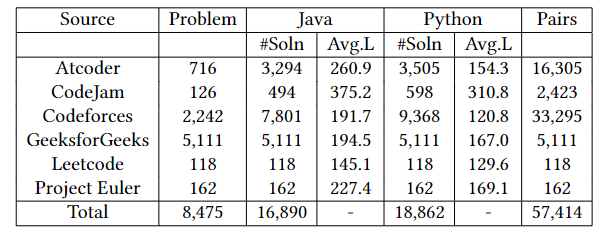 Source Problem Java Python Pairs
#Soln Avg.L #Soln Avg.L
Atcoder 716 3,294 260.9 3,505 154.3 16,305
CodeJam 126 494 375.2 598 310.8 2,423
Codeforces 2,242 7,801 191.7 9,368 120.8 33,295
GeeksforGeeks 5,111 5,111 194.5 5,111 167.0 5,111
Leetcode 118 118 145.1 118 129.6 118
Project Euler 162 162 227.4 162 169.1 162
Total 8,475 16,890 - 18,862 - 57,414